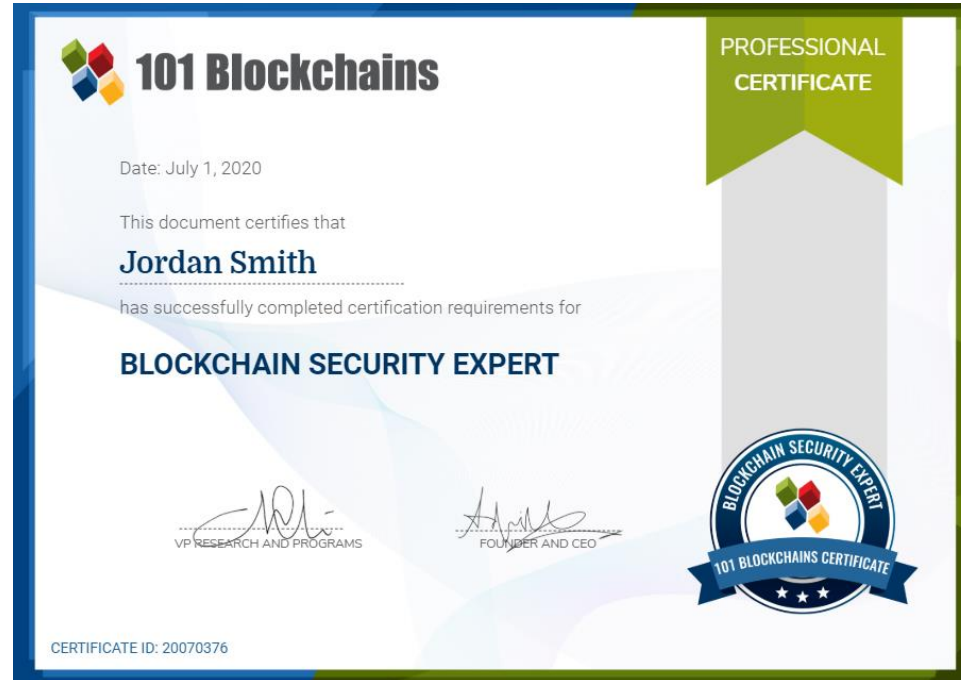 101 Blockchains
PROFESSIONAL
CERTIFICATE
Date: July 1, 2020
This document certifies that
Jordan Smith
has successfully completed certification requirements for
BLOCKCHAIN SECURITY EXPERT
VP RESEARCH AND PROGRAMS
FOUNDER AND CEO
BLOCKCHAIN SECURITY EXPERT
101 BLOCKCHAINS CERTIFICATE
CERTIFICATE ID: 20070376